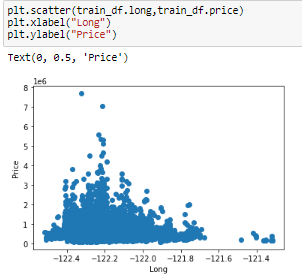 plt.scatter(train_df.long,train_df.price)
plt.xlabel("Long")
plt.ylabel("Price")
Text(0, 0.5, 'Price')
1e6
8
7
6
5
4
3
2
1
0
Price
−122.4 −122.2 −122.0 −121.8 −121.6 −121.4
Long